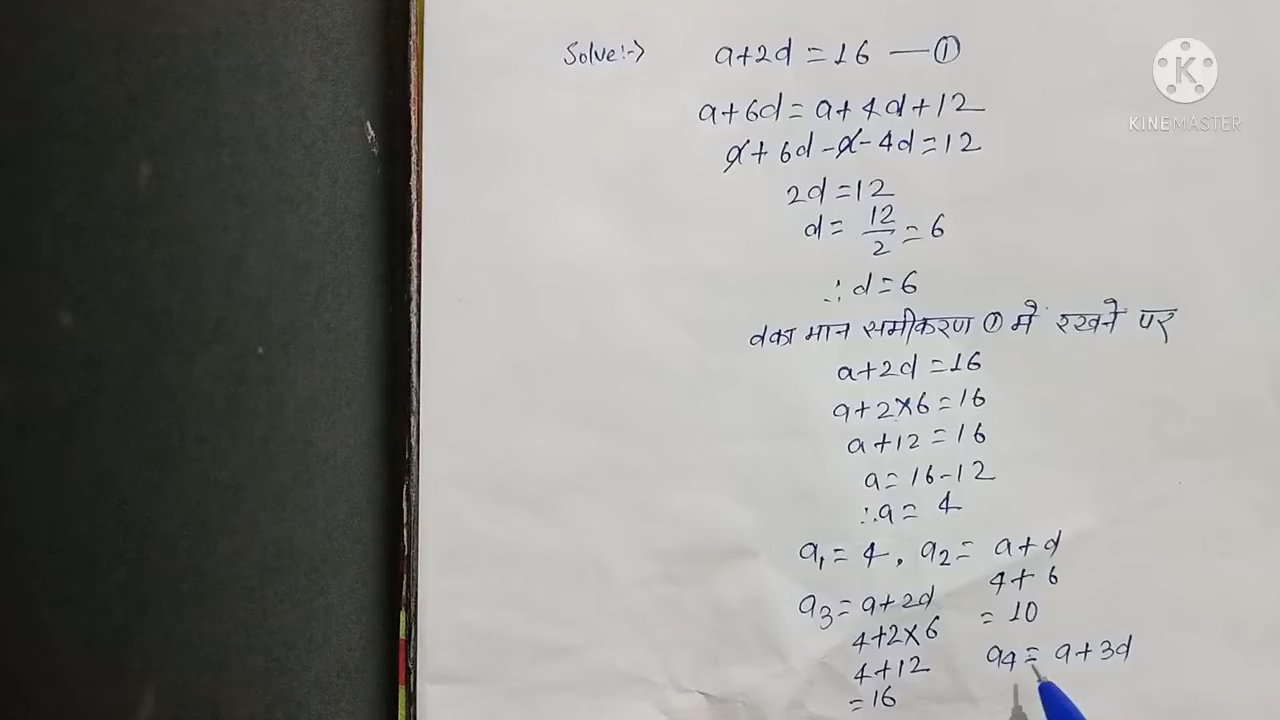 Solve:→ a+2d=16 —①
a+6d=a+4d+12
a+6d-a-4d=12
2d=12
d= 12/2 =6
∴d=6
dका मान समीकरण ① में रखने पर
a+2d=16
a+2×6=16
a+12=16
a=16-12
∴a= 4
a₁=4, a₂= a+d
4+6
=10
a₃=a+2d
4+2×6
4+12
=16
a₄= a+3d
K
KINEMASTER